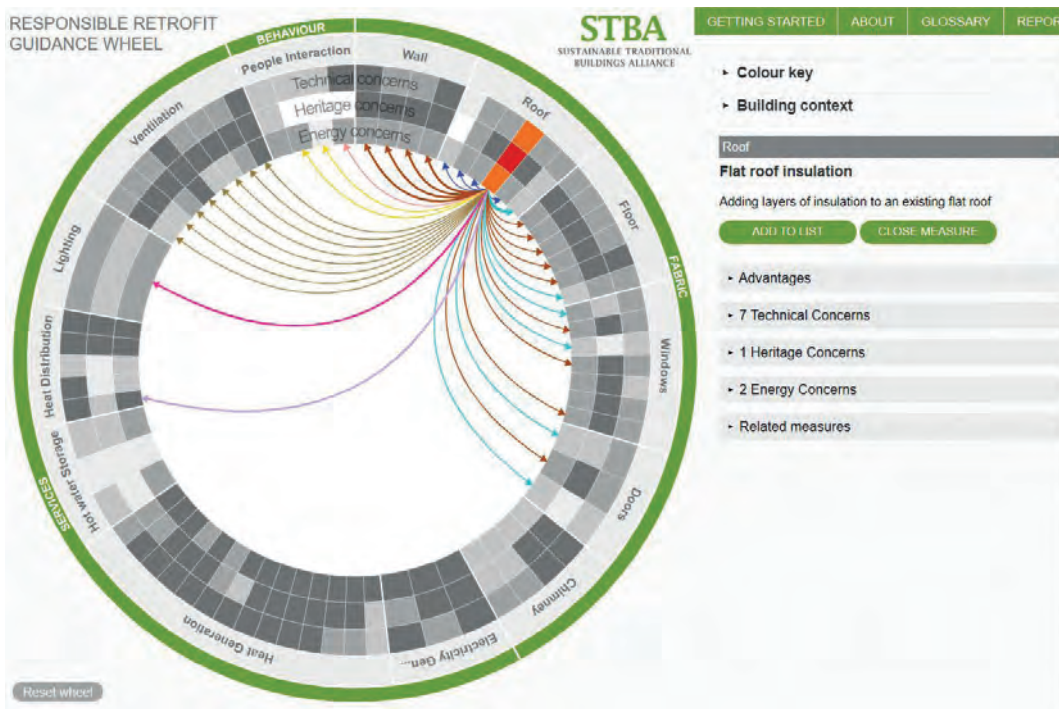 RESPONSIBLE RETROFIT
GUIDANCE WHEEL
STBA
SUSTAINABLE TRADITIONAL
BUILDINGS ALLIANCE
GETTING STARTED
ABOUT
GLOSSARY
REPOR
BEHAVIOUR
People Interaction
Wall
Roof
Floor
FABRIC
Windows
Doors
Chimney
Electricity Gen...
Heat Generation
SERVICES
Hot water Storage
Heat Distribution
Lighting
Ventilation
Technical concerns
Heritage concerns
Energy concerns
Reset wheel
Colour key
Building context
Roof
Flat roof insulation
Adding layers of insulation to an existing flat roof
ADD TO LIST
CLOSE MEASURE
Advantages
7 Technical Concerns
1 Heritage Concerns
2 Energy Concerns
Related measures